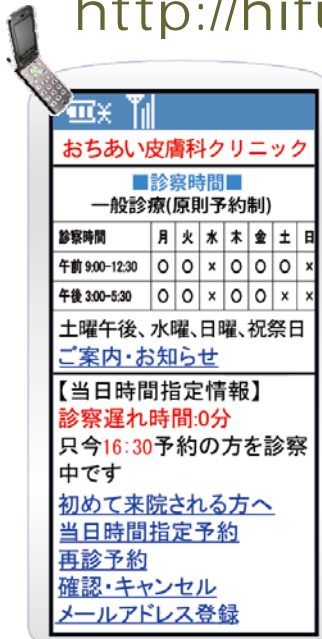 http://hifu
おちあい皮膚科クリニック
■診察時間■
一般診療(原則予約制)
診察時間 月 火 水 木 金 土 日
午前 9:00-12:30 ○ ○ × ○ ○ ○ ×
午後 3:00-5:30 ○ ○ × ○ ○ × ×
土曜午後、水曜、日曜、祝祭日
ご案内・お知らせ
【当日時間指定情報】
診察遅れ時間:0分
只今16:30予約の方を診察
中です
初めて来院される方へ
当日時間指定予約
再診予約
確認・キャンセル
メールアドレス登録